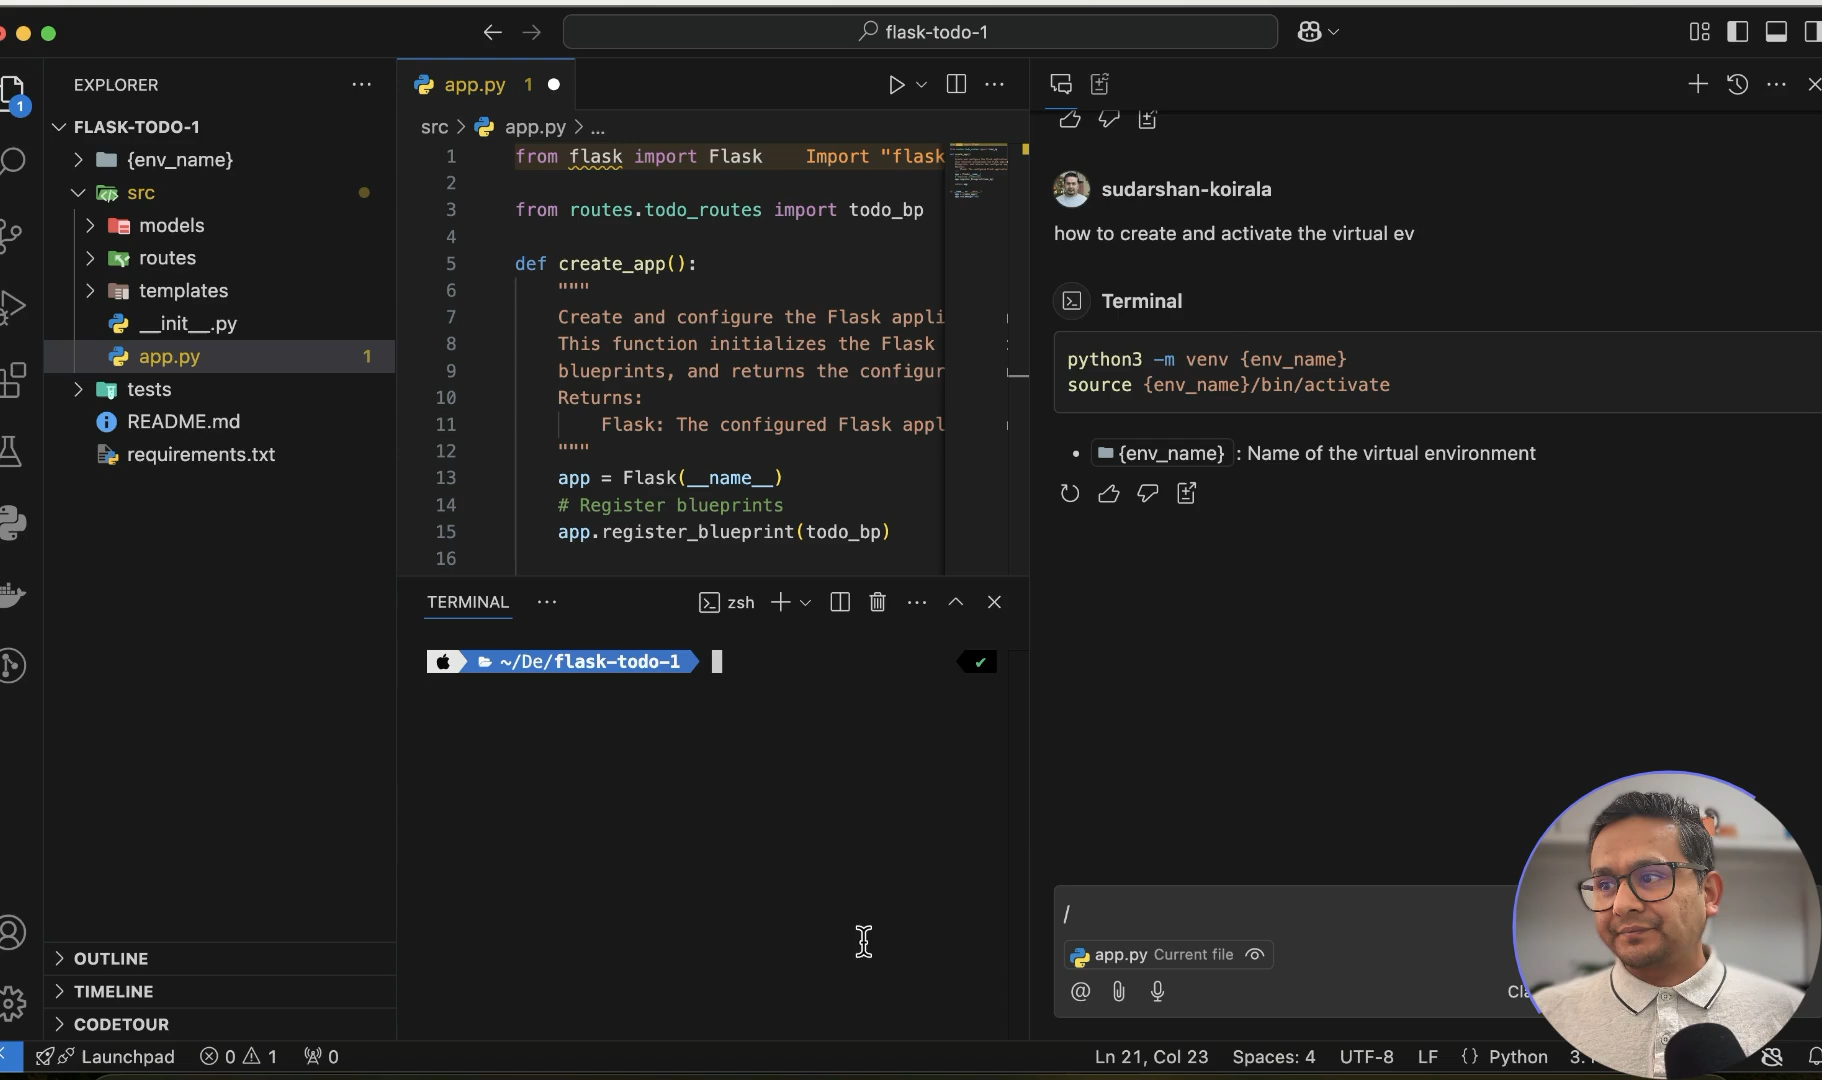 flask-todo-1
EXPLORER
1
FLASK-TODO-1
{env_name}
src
models
routes
templates
__init__.py
app.py 1
tests
README.md
requirements.txt
OUTLINE
TIMELINE
CODETOUR
app.py 1
src > app.py > ...
1 from flask import Flask Import "flask
2
3 from routes.todo_routes import todo_bp
4
5 def create_app():
6 """
7 Create and configure the Flask appli
8 This function initializes the Flask
9 blueprints, and returns the configur
10 Returns:
11 Flask: The configured Flask appl
12 """
13 app = Flask(__name__)
14 # Register blueprints
15 app.register_blueprint(todo_bp)
16
TERMINAL
zsh
~/De/flask-todo-1
sudarshan-koirala
how to create and activate the virtual ev
Terminal
python3 -m venv {env_name}
source {env_name}/bin/activate
• {env_name} : Name of the virtual environment
/
app.py Current file
@
Launchpad
0 1
0
Ln 21, Col 23
Spaces: 4
UTF-8
LF
{} Python